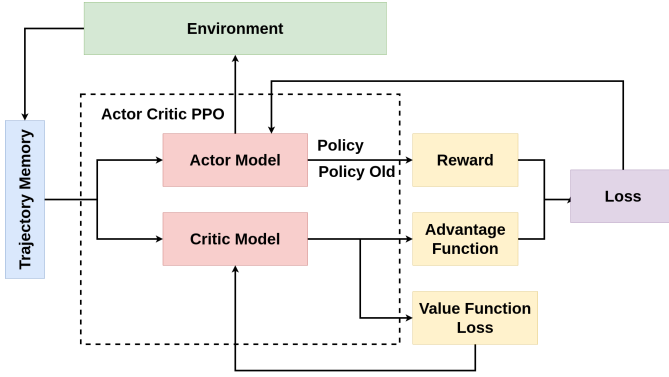 Environment
Actor Critic PPO
Trajectory Memory
Actor Model
Policy
Policy Old
Reward
Loss
Critic Model
Advantage
Function
Value Function
Loss